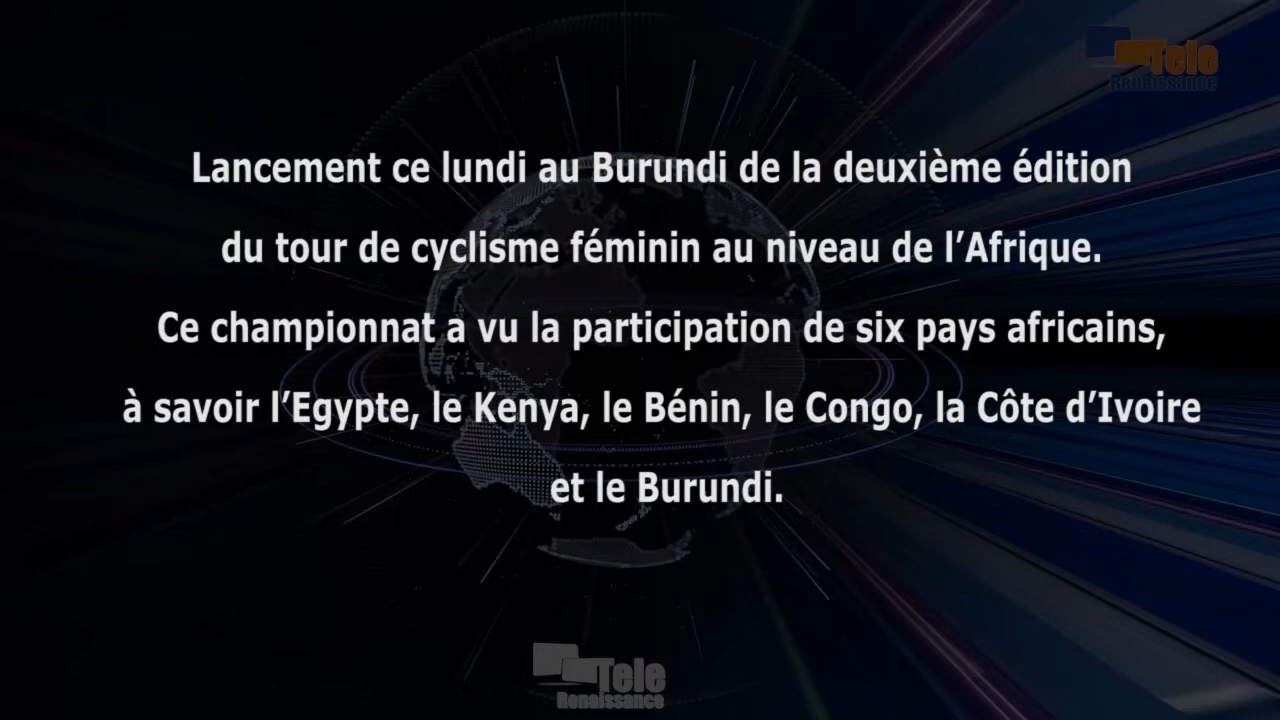 Tele
Renaissance
Lancement ce lundi au Burundi de la deuxième édition
du tour de cyclisme féminin au niveau de l’Afrique.
Ce championnat a vu la participation de six pays africains,
à savoir l’Egypte, le Kenya, le Bénin, le Congo, la Côte d’Ivoire
et le Burundi.
Tele
Renaissance